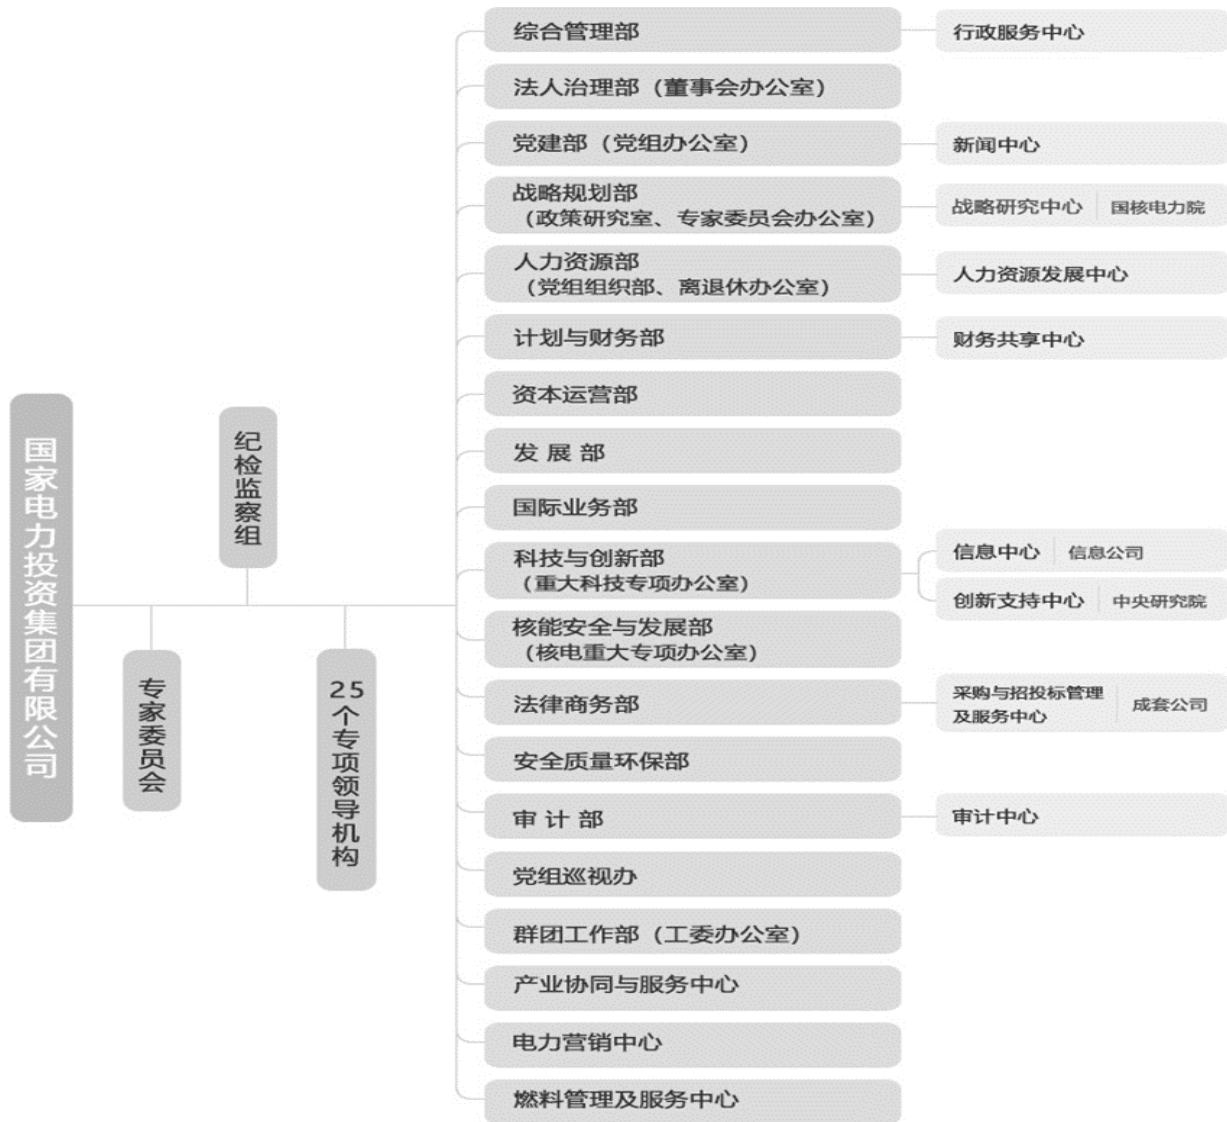 国家电力投资集团有限公司
纪检监察组
专家委员会
25个专项领导机构
综合管理部
行政服务中心
法人治理部（董事会办公室）
党建部（党组办公室）
新闻中心
战略规划部
（政策研究室、专家委员会办公室）
战略研究中心 国核电力院
人力资源部
（党组组织部、离退休办公室）
人力资源发展中心
计划与财务部
财务共享中心
资本运营部
发 展 部
国际业务部
科技与创新部
（重大科技专项办公室）
信息中心 信息公司
创新支持中心 中央研究院
核能安全与发展部
（核电重大专项办公室）
法律商务部
采购与招投标管理
及服务中心 成套公司
安全质量环保部
审 计 部
审计中心
党组巡视办
群团工作部（工委办公室）
产业协同与服务中心
电力营销中心
燃料管理及服务中心